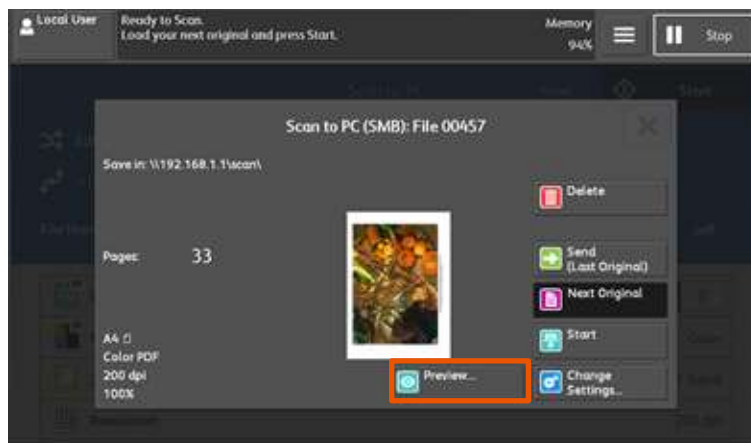 Local User
Ready to Scan.
Load your next original and press Start.
Memory
94%
Stop
Scan to PC (SMB): File 00457
Save in: \\192.168.1.1\scan\
Delete
Pages:
33
Send
(Last Original)
Next Original
Start
A4
Color PDF
200 dpi
100%
Preview...
Change
Settings...